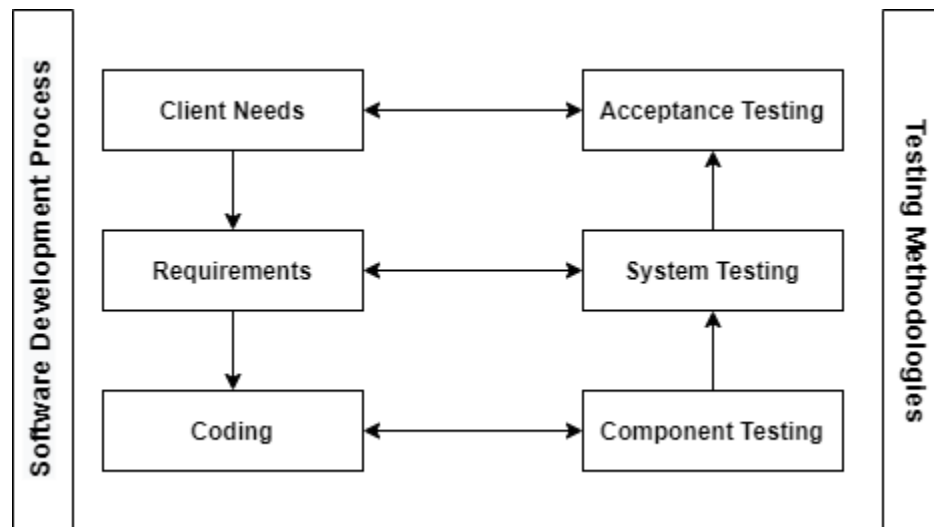 Software Development Process
Client Needs
Acceptance Testing
Requirements
System Testing
Coding
Component Testing
Testing Methodologies